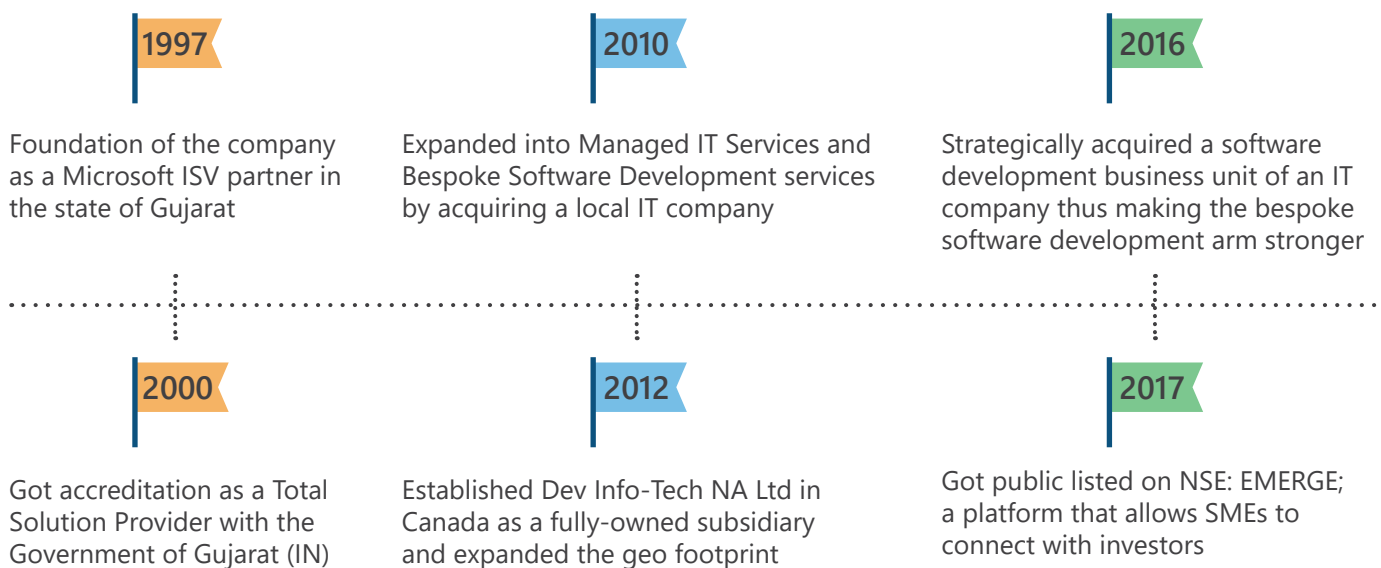 1997
Foundation of the company
as a Microsoft ISV partner in
the state of Gujarat
2010
Expanded into Managed IT Services and
Bespoke Software Development services
by acquiring a local IT company
2016
Strategically acquired a software
development business unit of an IT
company thus making the bespoke
software development arm stronger
2000
Got accreditation as a Total
Solution Provider with the
Government of Gujarat (IN)
2012
Established Dev Info-Tech NA Ltd in
Canada as a fully-owned subsidiary
and expanded the geo footprint
2017
Got public listed on NSE: EMERGE;
a platform that allows SMEs to
connect with investors